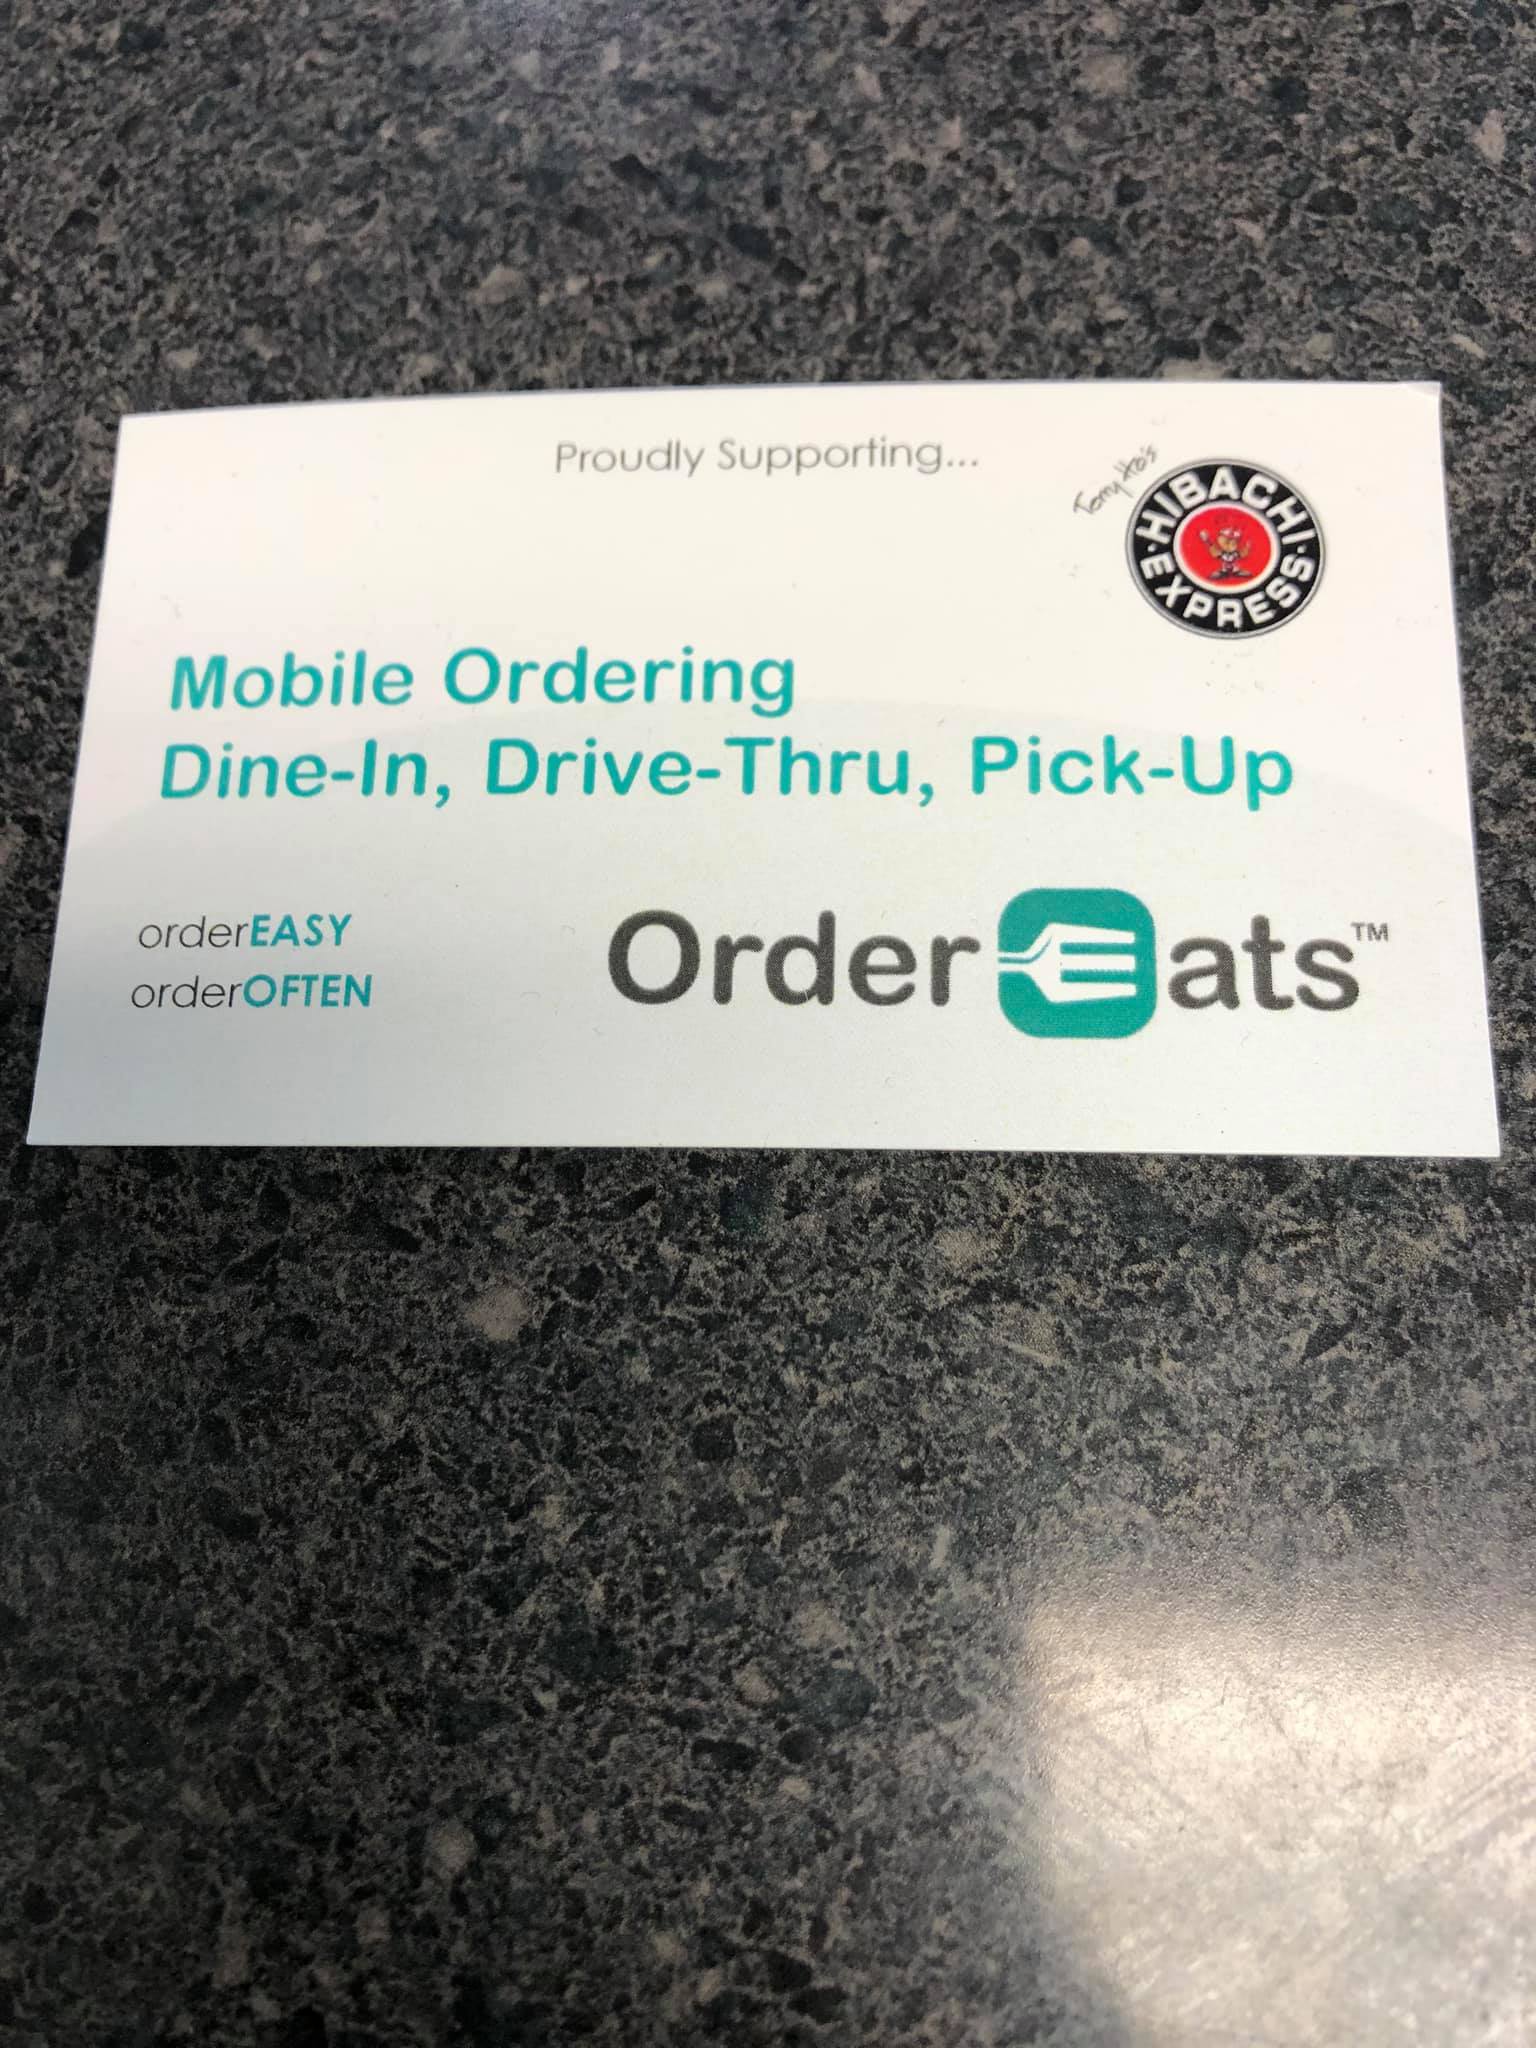 Proudly Supporting...
Tony Ho's
HIBACHI
EXPRESS
Mobile Ordering
Dine-In, Drive-Thru, Pick-Up
orderEASY
orderOFTEN
OrderEats™